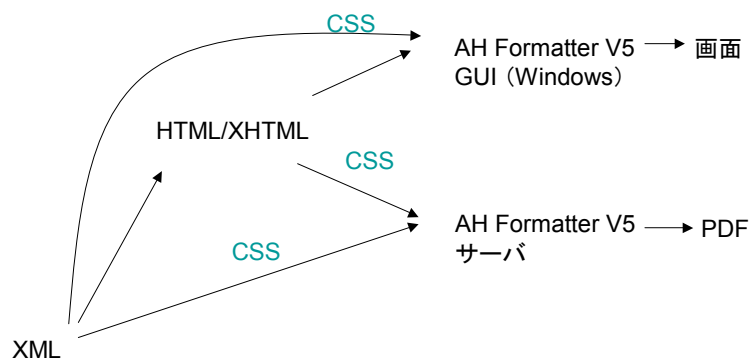 CSS
AH Formatter V5
GUI（Windows）
画面
HTML/XHTML
CSS
AH Formatter V5
サーバ
PDF
CSS
XML